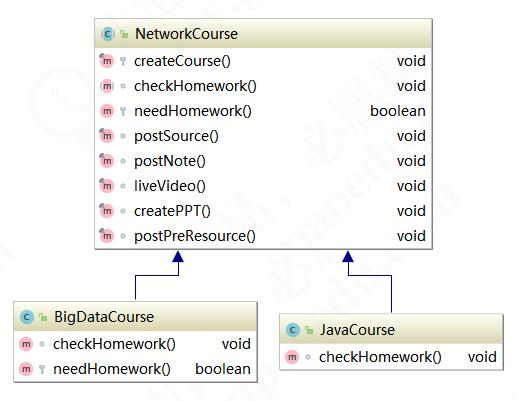 NetworkCourse
createCourse() void
checkHomework() void
needHomework() boolean
postSource() void
postNote() void
liveVideo() void
createPPT() void
postPreResource() void
BigDataCourse
checkHomework() void
needHomework() boolean
JavaCourse
checkHomework() void